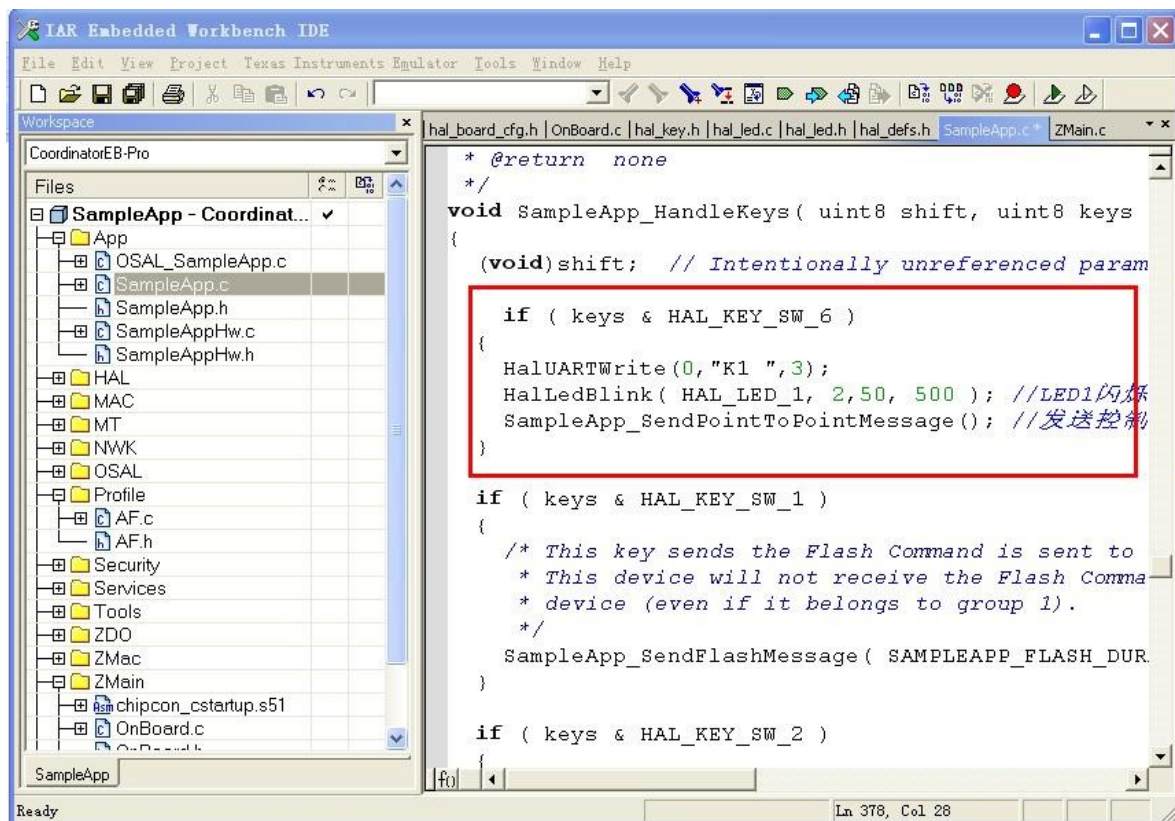 IAR Embedded Workbench IDE
File Edit View Project Texas Instruments Emulator Tools Window Help
Workspace
hal_board_cfg.h | OnBoard.c | hal_key.h | hal_led.c | hal_led.h | hal_defs.h | SampleApp.c * ZMain.c
CoordinatorEB-Pro
Files
SampleApp - Coordinat...
App
OSAL_SampleApp.c
SampleApp.c
SampleApp.h
SampleAppHw.c
SampleAppHw.h
HAL
MAC
MT
NWK
OSAL
Profile
AF.c
AF.h
Security
Services
Tools
ZDO
ZMac
ZMain
chipcon_cstartup.s51
OnBoard.c
SampleApp
* @return none
*/
void SampleApp_HandleKeys( uint8 shift, uint8 keys
{
(void)shift; // Intentionally unreferenced param
if ( keys & HAL_KEY_SW_6 )
{
HalUARTWrite(0,"K1 ",3);
HalLedBlink( HAL_LED_1, 2,50, 500 ); //LED1闪烁
SampleApp_SendPointToPointMessage(); //发送控制
}
if ( keys & HAL_KEY_SW_1 )
{
/* This key sends the Flash Command is sent to
* This device will not receive the Flash Comma
* device (even if it belongs to group 1).
*/
SampleApp_SendFlashMessage( SAMPLEAPP_FLASH_DUR
}
if ( keys & HAL_KEY_SW_2 )
{
f()
Ready
Ln 378, Col 28